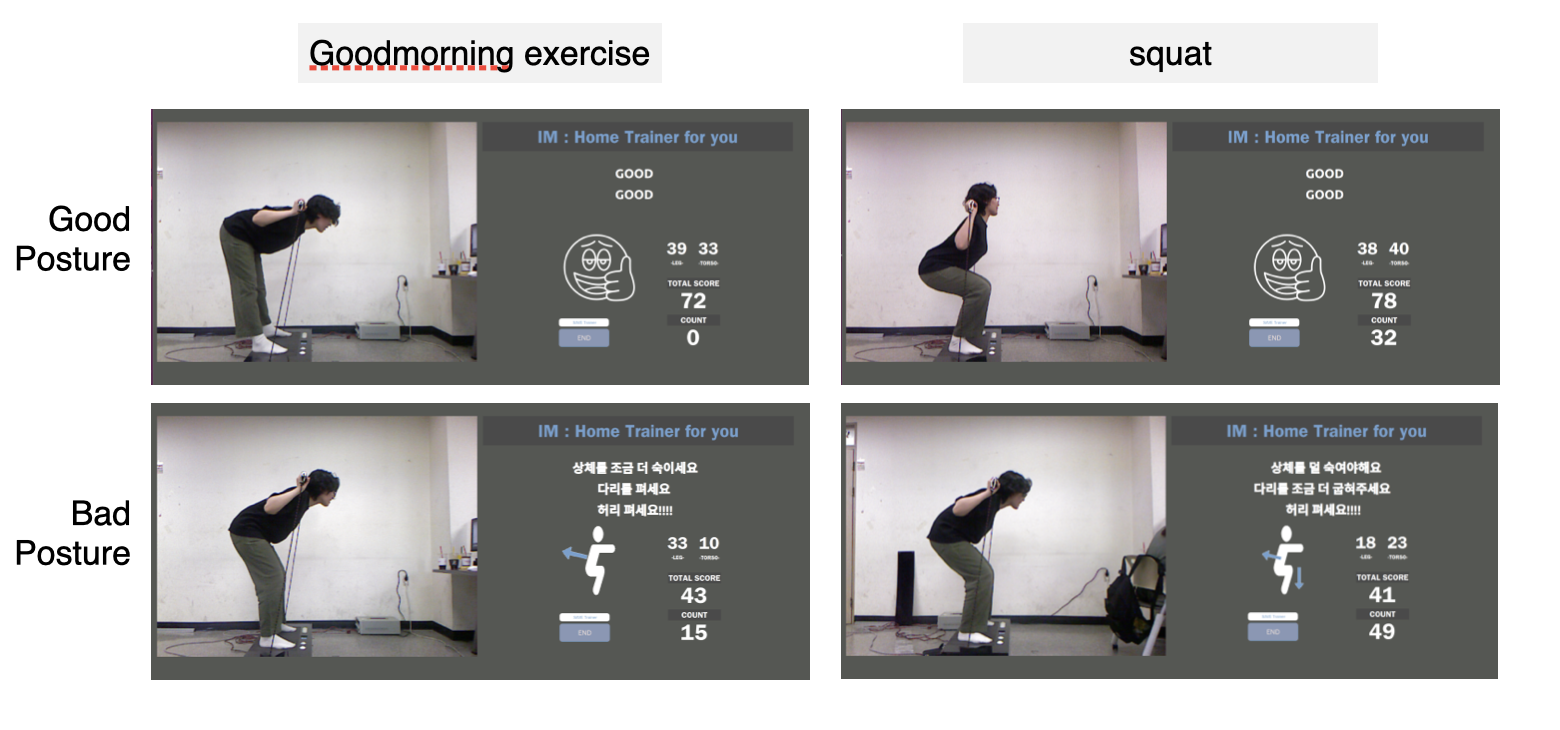 Goodmorning exercise
squat
Good
Posture
IM : Home Trainer for you
GOOD
GOOD
39 33
-LEG- -TORSO-
TOTAL SCORE
72
COUNT
0
END
IM : Home Trainer for you
GOOD
GOOD
38 40
-LEG- -TORSO-
TOTAL SCORE
78
COUNT
32
END
Bad
Posture
IM : Home Trainer for you
상체를 조금 더 숙이세요
다리를 펴세요
허리 펴세요!!!!
33 10
-LEG- -TORSO-
TOTAL SCORE
43
COUNT
15
END
IM : Home Trainer for you
상체를 덜 숙여야해요
다리를 조금 더 굽혀주세요
허리 펴세요!!!!
18 23
-LEG- -TORSO-
TOTAL SCORE
41
COUNT
49
END